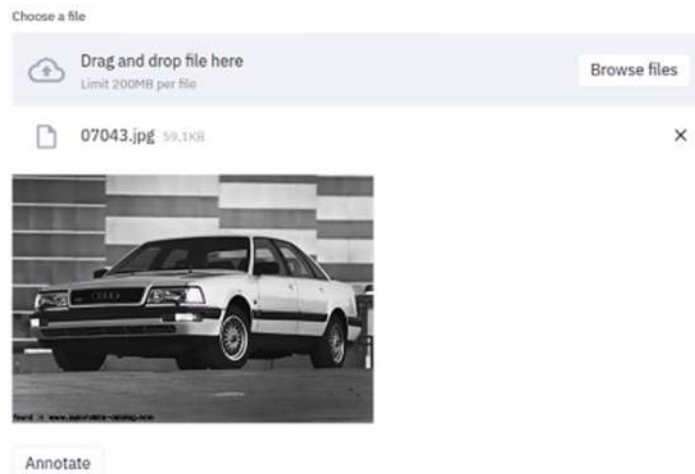 Choose a file
Drag and drop file here
Limit 200MB per file
Browse files
07043.jpg 59.1KB
Annotate